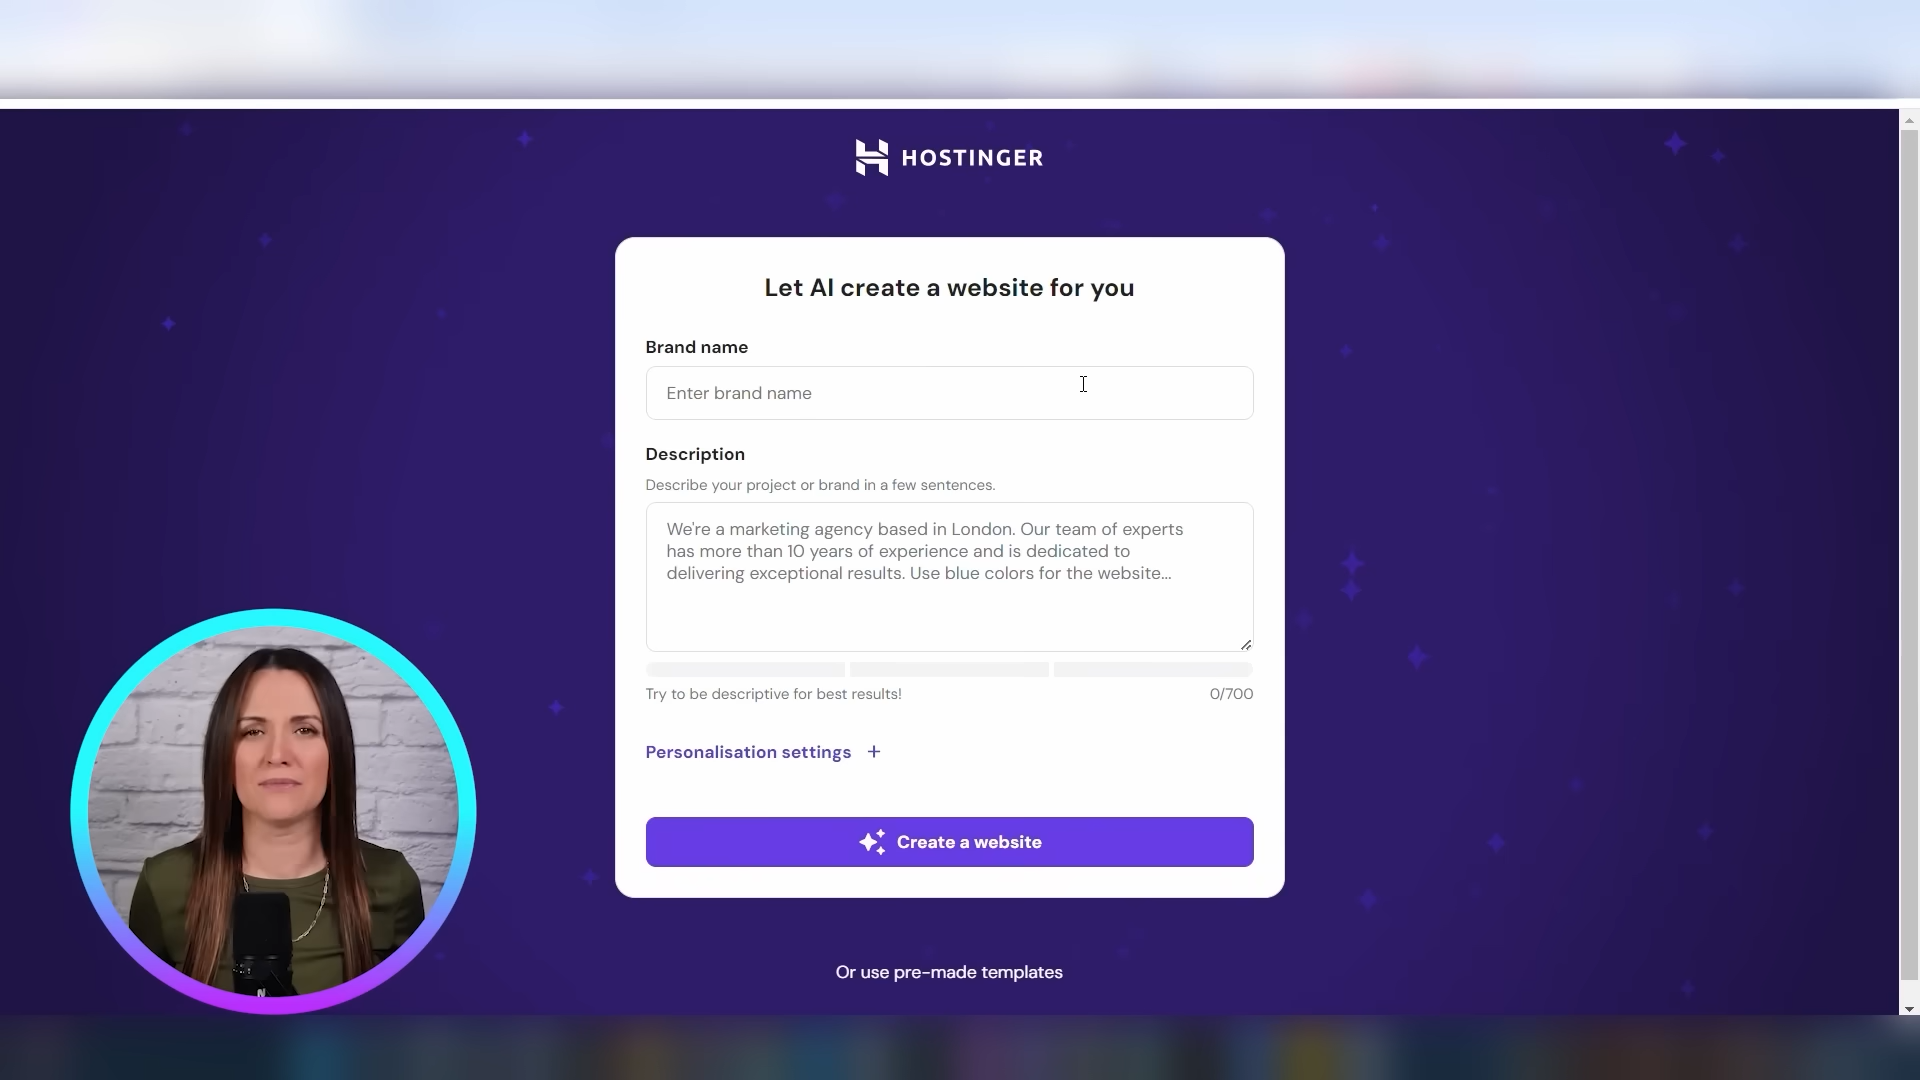 HOSTINGER
Let AI create a website for you
Brand name
Enter brand name
Description
Describe your project or brand in a few sentences.
We're a marketing agency based in London. Our team of experts
has more than 10 years of experience and is dedicated to
delivering exceptional results. Use blue colors for the website...
Try to be descriptive for best results!
0/700
Personalisation settings +
Create a website
Or use pre-made templates